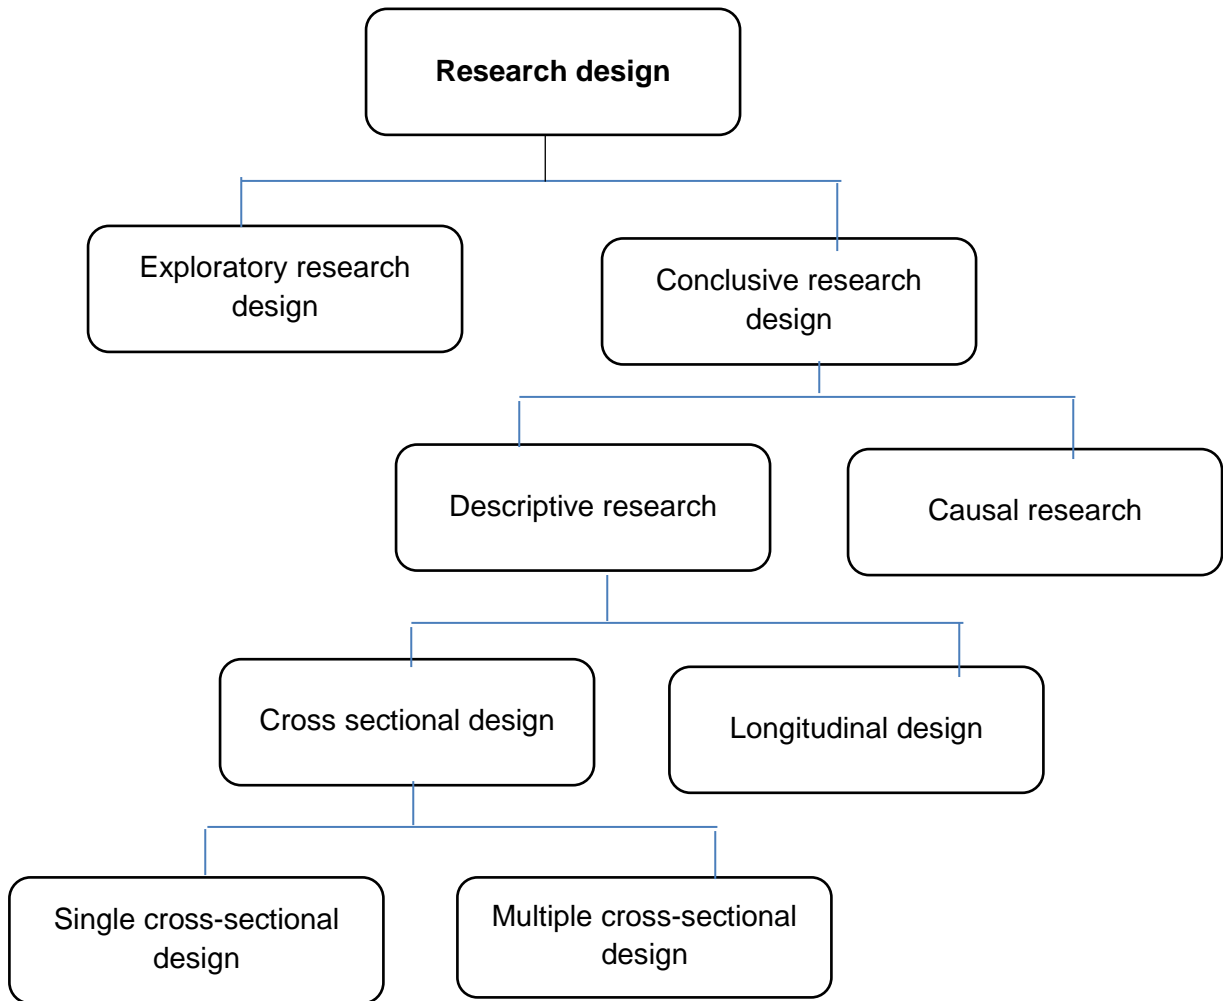 Research design
Exploratory research
design
Conclusive research
design
Descriptive research
Causal research
Cross sectional design
Longitudinal design
Single cross-sectional
design
Multiple cross-sectional
design